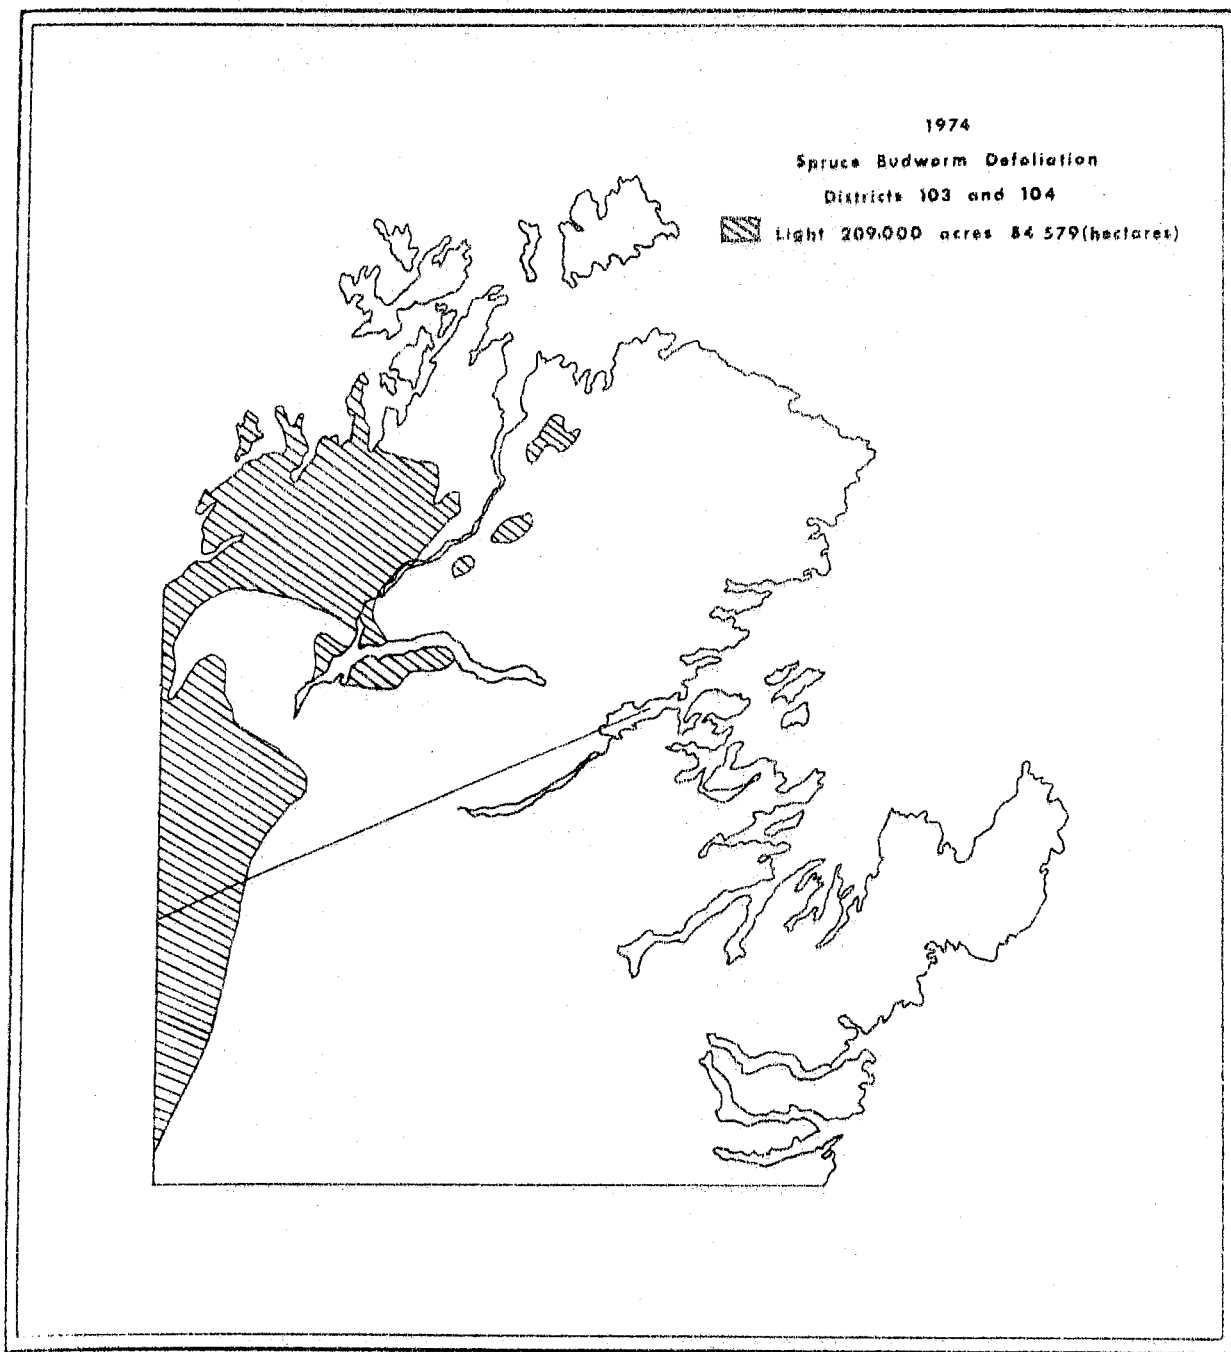 1974
Spruce Budworm Defoliation
Districts 103 and 104
Light 209,000 acres 84 579(hectares)